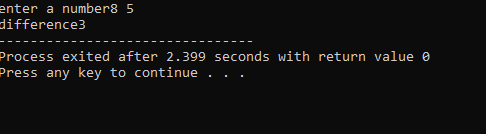 enter a number8 5
difference3
--------------------------------
Process exited after 2.399 seconds with return value 0
Press any key to continue . . .